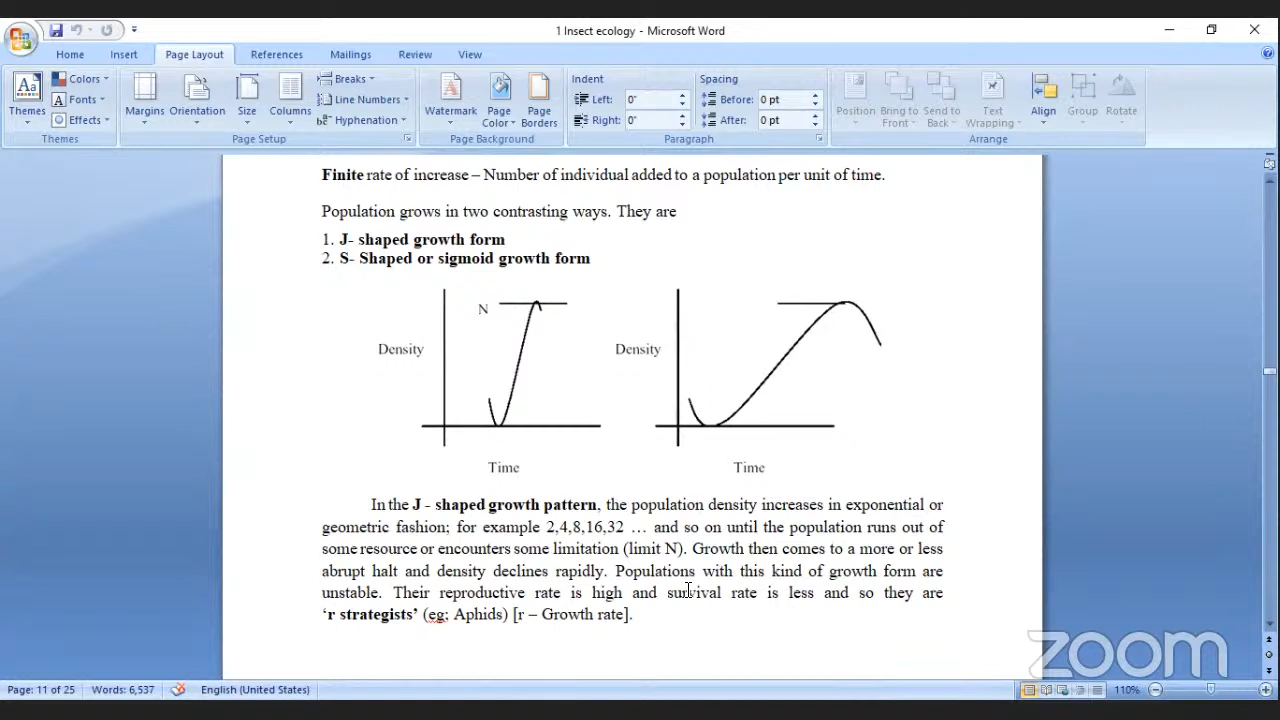 1 Insect ecology - Microsoft Word
Home Insert Page Layout References Mailings Review View
Aa
Themes
Colors
Fonts
Effects
Themes
Margins Orientation Size Columns
Breaks
Line Numbers
Hyphenation
Page Setup
Watermark Page Color Page Borders
Page Background
Indent
Left: 0"
Right: 0"
Spacing
Before: 0 pt
After: 0 pt
Paragraph
Position Bring to Front Send to Back Text Wrapping Align Group Rotate
Arrange
Finite rate of increase – Number of individual added to a population per unit of time.
Population grows in two contrasting ways. They are
1. J- shaped growth form
2. S- Shaped or sigmoid growth form
N
Density Density
Time Time
In the J - shaped growth pattern, the population density increases in exponential or
geometric fashion; for example 2,4,8,16,32 … and so on until the population runs out of
some resource or encounters some limitation (limit N). Growth then comes to a more or less
abrupt halt and density declines rapidly. Populations with this kind of growth form are
unstable. Their reproductive rate is high and survival rate is less and so they are
‘r strategists’ (eg; Aphids) [r – Growth rate].
zoom
Page: 11 of 25 Words: 6,537 English (United States) 110%